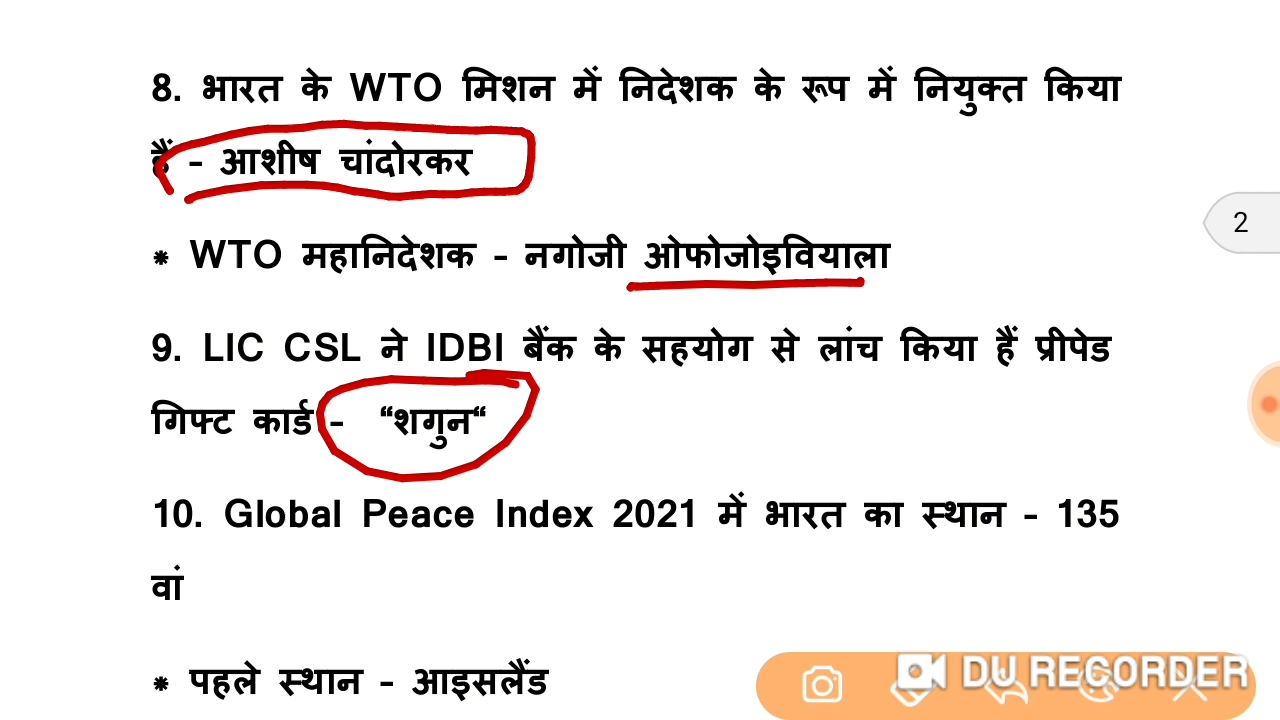 8. भारत के WTO मिशन में निदेशक के रूप में नियुक्त किया
हैं - आशीष चांदोरकर
* WTO महानिदेशक - नगोजी ओफोजोइवियाला
9. LIC CSL ने IDBI बैंक के सहयोग से लांच किया हैं प्रीपेड
गिफ्ट कार्ड - “शगुन“
10. Global Peace Index 2021 में भारत का स्थान - 135
वां
* पहले स्थान - आइसलैंड
2
DU RECORDER